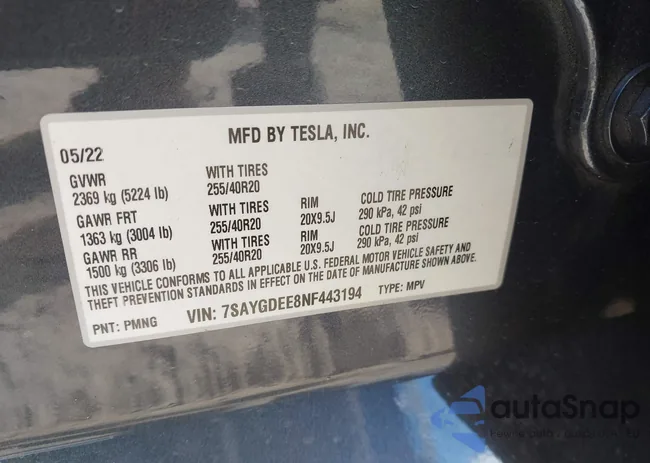 MFD BY TESLA, INC.
05/22
GVWR WITH TIRES
2369 kg (5224 lb) 255/40R20
GAWR FRT WITH TIRES RIM COLD TIRE PRESSURE
1363 kg (3004 lb) 255/40R20 20X9.5J 290 kPa, 42 psi
GAWR RR WITH TIRES RIM COLD TIRE PRESSURE
1500 kg (3306 lb) 255/40R20 20X9.5J 290 kPa, 42 psi
THIS VEHICLE CONFORMS TO ALL APPLICABLE U.S. FEDERAL MOTOR VEHICLE SAFETY AND
THEFT PREVENTION STANDARDS IN EFFECT ON THE DATE OF MANUFACTURE SHOWN ABOVE.
PNT: PMNG VIN: 7SAYGDEE8NF443194 TYPE: MPV
autaSnap